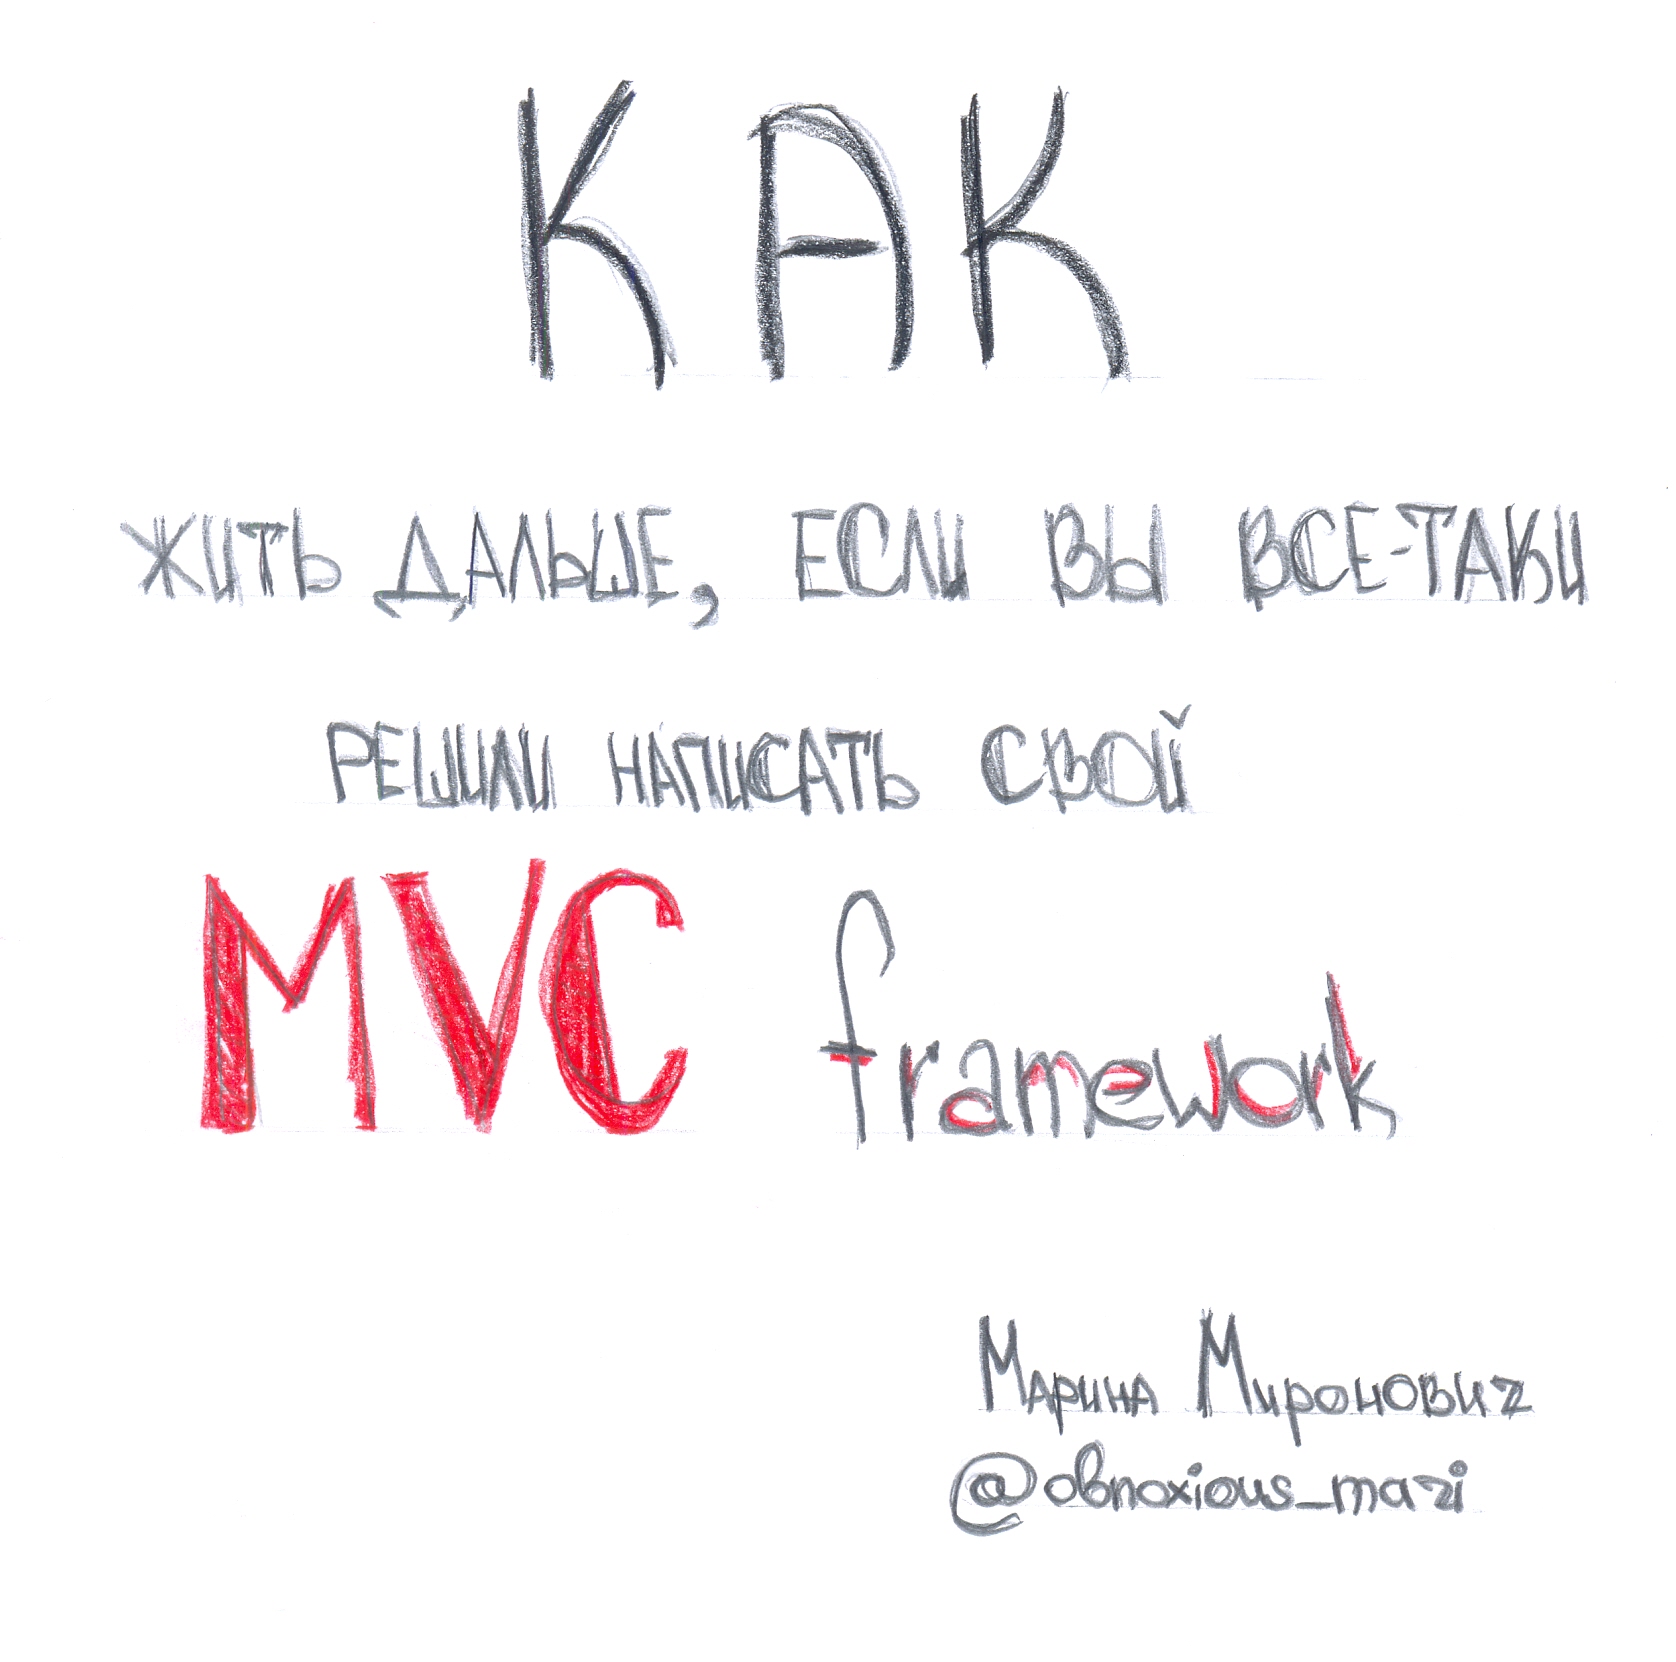 КАК
ЖИТЬ ДАЛЬШЕ, ЕСЛИ ВЫ ВСЕ-ТАКИ
РЕШИЛИ НАПИСАТЬ СВОЙ
MVC framework
Марина Миронович
@obnoxious_mari